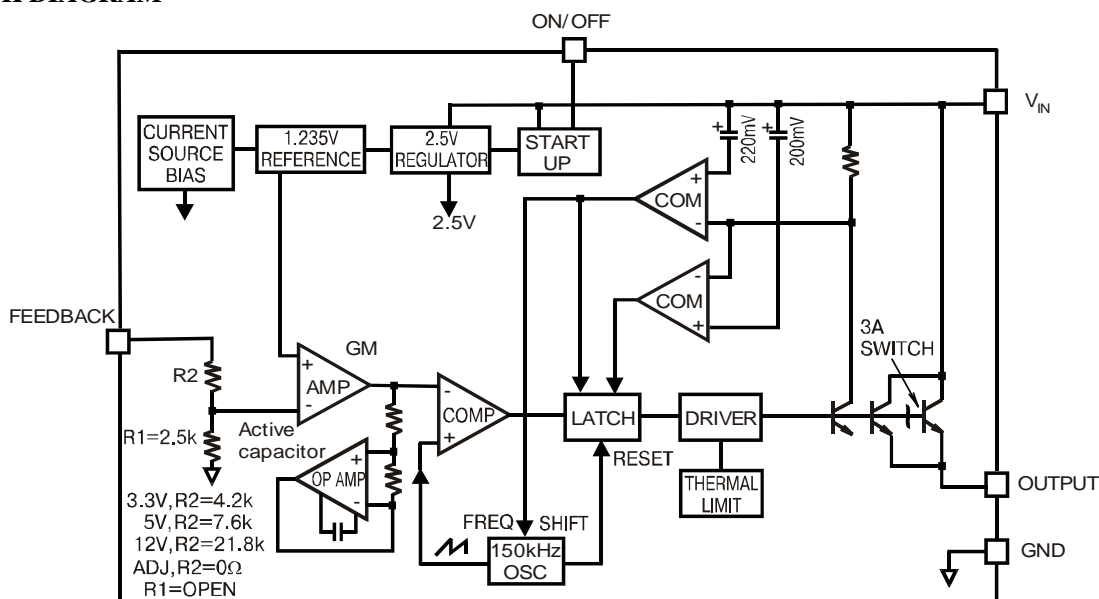 ON/OFF
V_IN
CURRENT
SOURCE
BIAS
1.235V
REFERENCE
2.5V
REGULATOR
START
UP
2.5V
+
220mV
+
200mV
+
COM
-
-
COM
+
FEEDBACK
R2
R1=2.5k
3.3V,R2=4.2k
5V,R2=7.6k
12V,R2=21.8k
ADJ,R2=0Ω
R1=OPEN
GM
+
AMP
-
Active
capacitor
+
OP AMP
-
-
COMP
+
LATCH
RESET
DRIVER
THERMAL
LIMIT
3A
SWITCH
FREQ SHIFT
150kHz
OSC
OUTPUT
GND